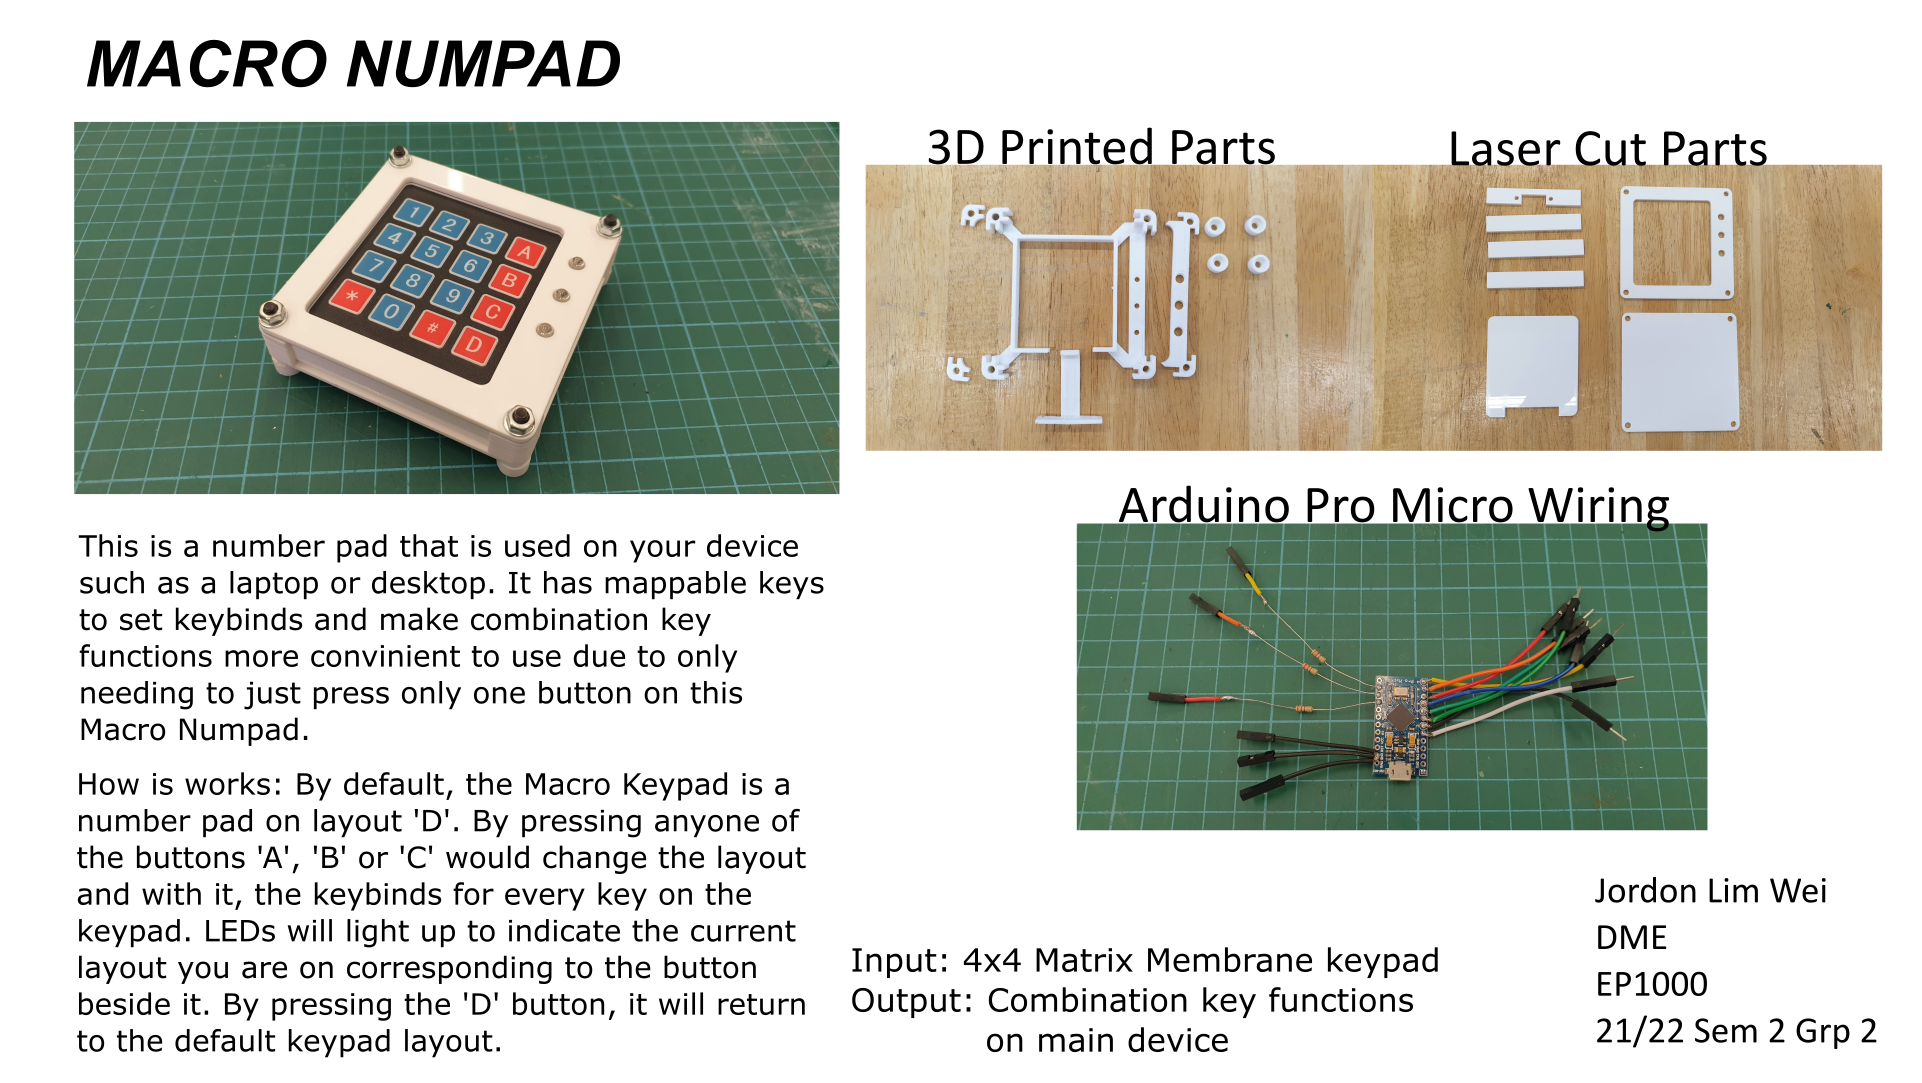 MACRO NUMPAD
1 2 3 A
4 5 6 B
7 8 9 C
* 0 # D
This is a number pad that is used on your device
such as a laptop or desktop. It has mappable keys
to set keybinds and make combination key
functions more convinient to use due to only
needing to just press only one button on this
Macro Numpad.
How is works: By default, the Macro Keypad is a
number pad on layout 'D'. By pressing anyone of
the buttons 'A', 'B' or 'C' would change the layout
and with it, the keybinds for every key on the
keypad. LEDs will light up to indicate the current
layout you are on corresponding to the button
beside it. By pressing the 'D' button, it will return
to the default keypad layout.
3D Printed Parts
Laser Cut Parts
Arduino Pro Micro Wiring
Input: 4x4 Matrix Membrane keypad
Output: Combination key functions
on main device
Jordon Lim Wei
DME
EP1000
21/22 Sem 2 Grp 2